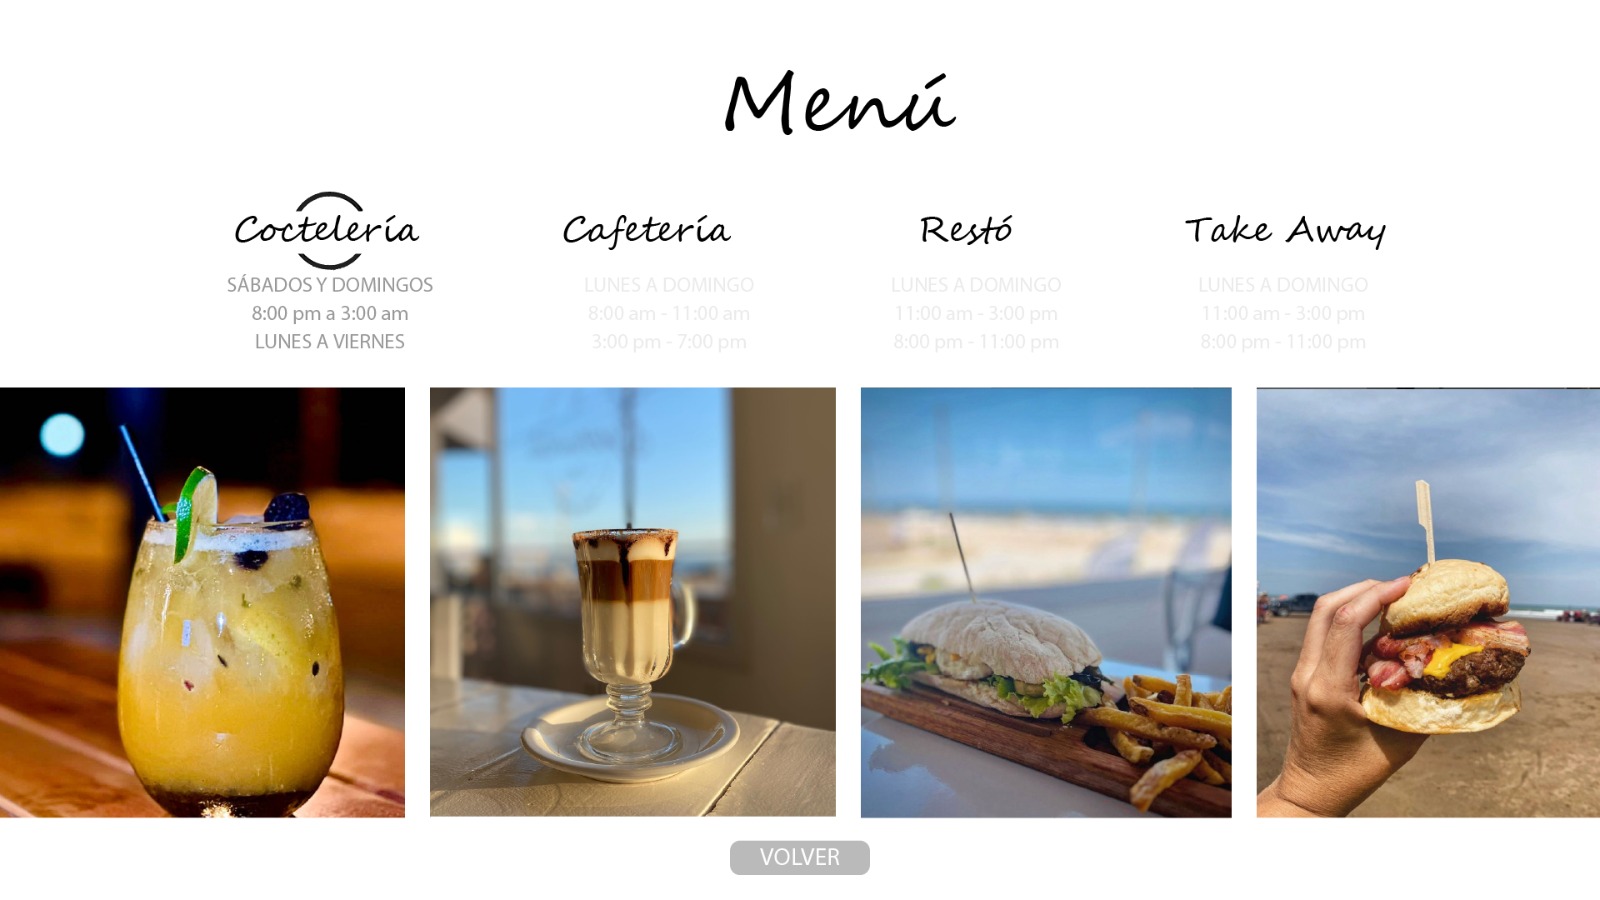 Menú
Coctelería
SÁBADOS Y DOMINGOS
8:00 pm a 3:00 am
LUNES A VIERNES
Cafetería
LUNES A DOMINGO
8:00 am - 11:00 am
3:00 pm - 7:00 pm
Restó
LUNES A DOMINGO
11:00 am - 3:00 pm
8:00 pm - 11:00 pm
Take Away
LUNES A DOMINGO
11:00 am - 3:00 pm
8:00 pm - 11:00 pm
VOLVER